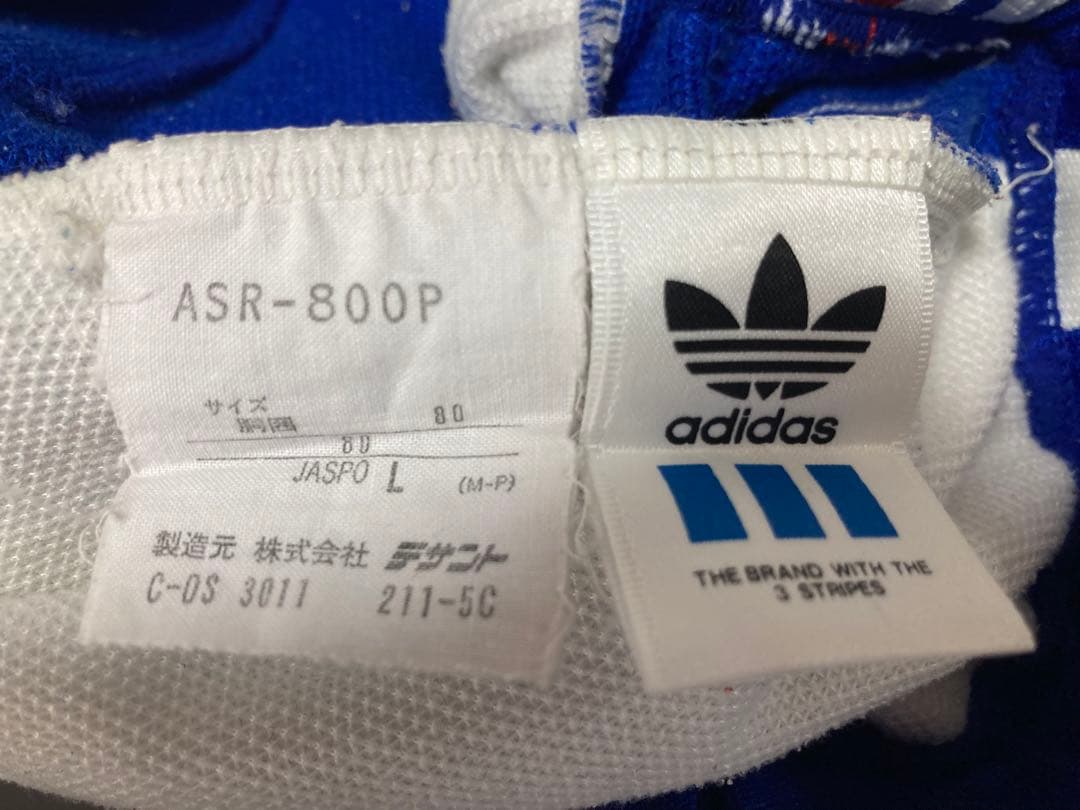 ASR-800P
サイズ
胸囲 80
80
JASPO L (M-P)
製造元 株式会社 デサント
C-OS 3011 211-5C
adidas
THE BRAND WITH THE
3 STRIPES